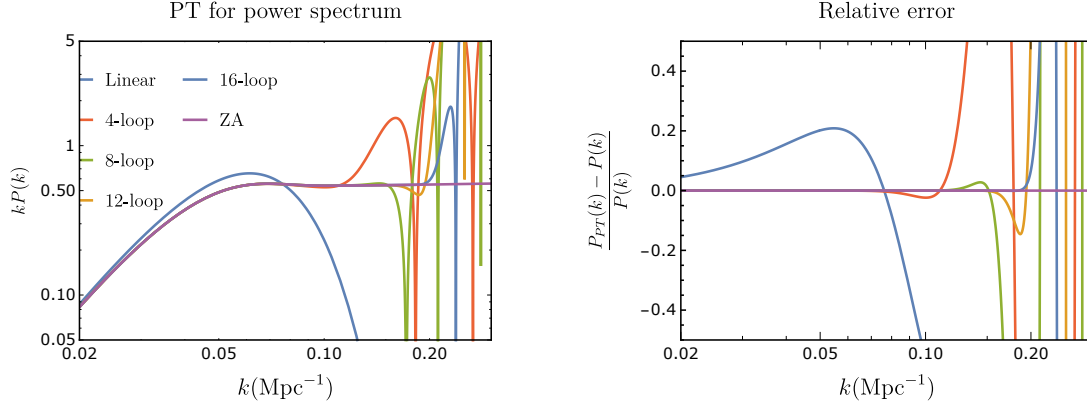 PT for power spectrum
5
1
0.50
0.10
0.05
0.02
0.05
0.10
0.20
kP(k)
k(Mpc⁻¹)
Linear
4-loop
8-loop
12-loop
16-loop
ZA
Relative error
0.4
0.2
0.0
-0.2
-0.4
0.02
0.05
0.10
0.20
P_{PT}(k) − P(k)
P(k)
k(Mpc⁻¹)